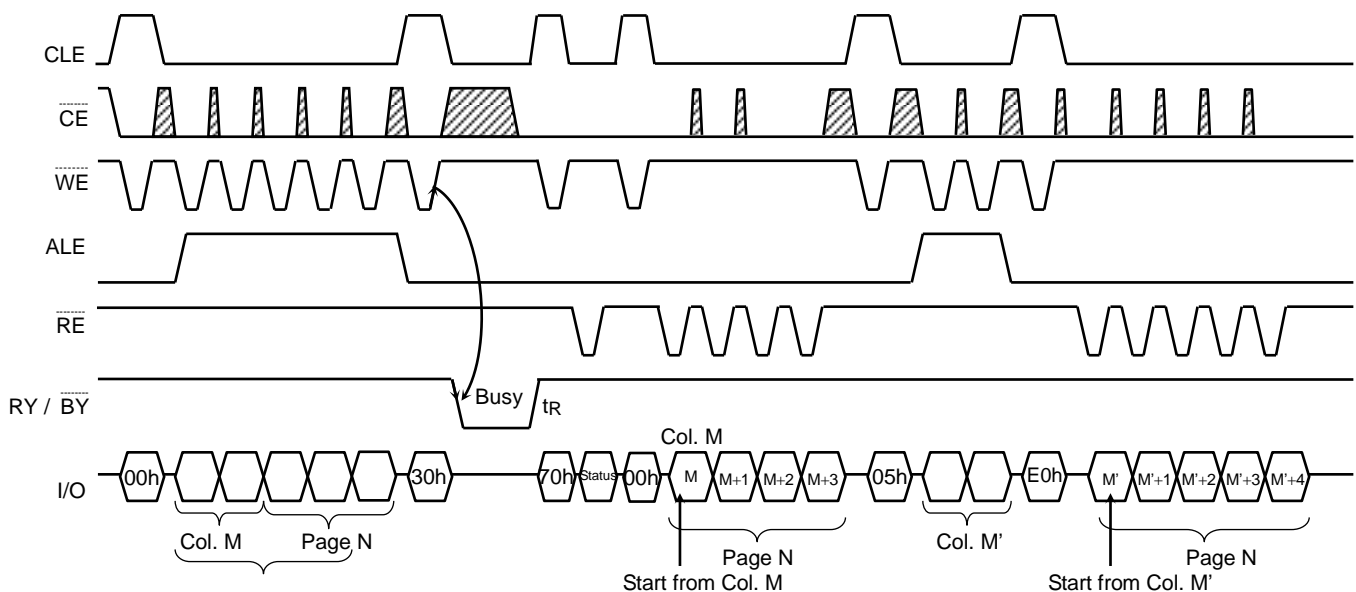 CLE
CE
WE
ALE
RE
RY / BY
Busy
tR
Col. M
I/O
00h
30h
70h
Status
00h
M
M+1
M+2
M+3
05h
E0h
M'
M'+1
M'+2
M'+3
M'+4
Col. M
Page N
Page N
Col. M'
Page N
Start from Col. M
Start from Col. M'